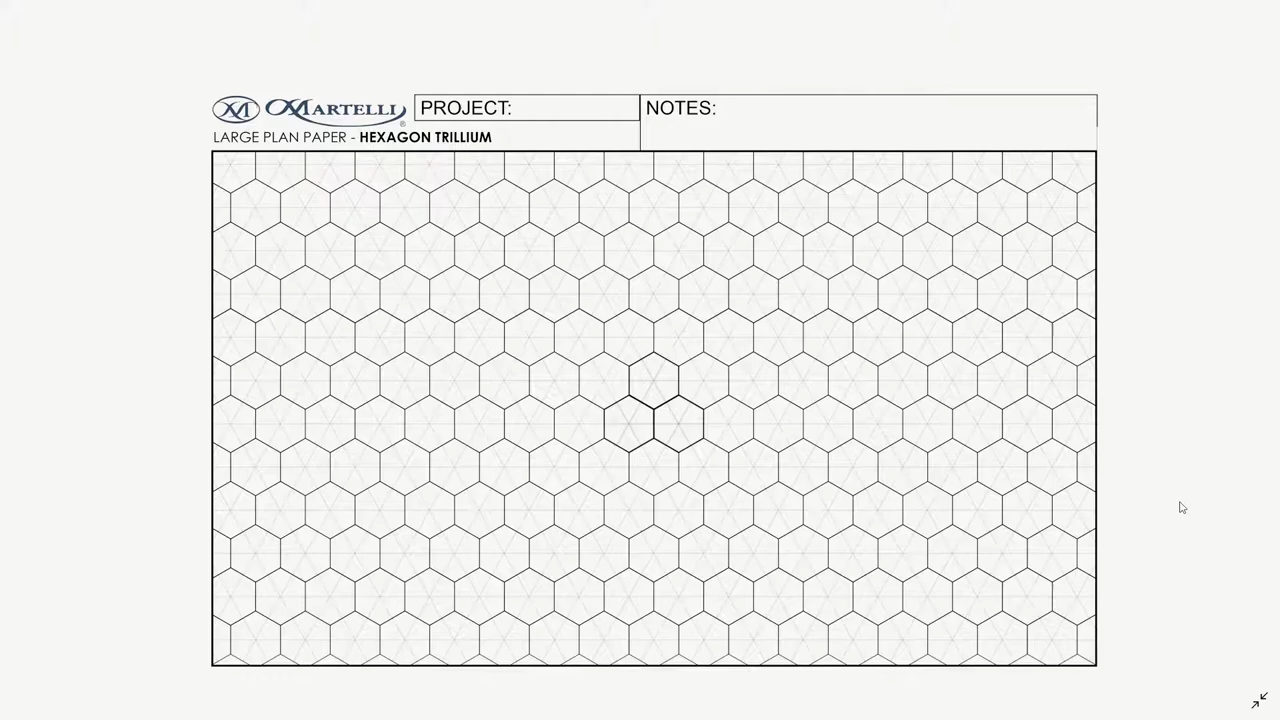 MARTELLI®
PROJECT:
NOTES:
LARGE PLAN PAPER - HEXAGON TRILLIUM